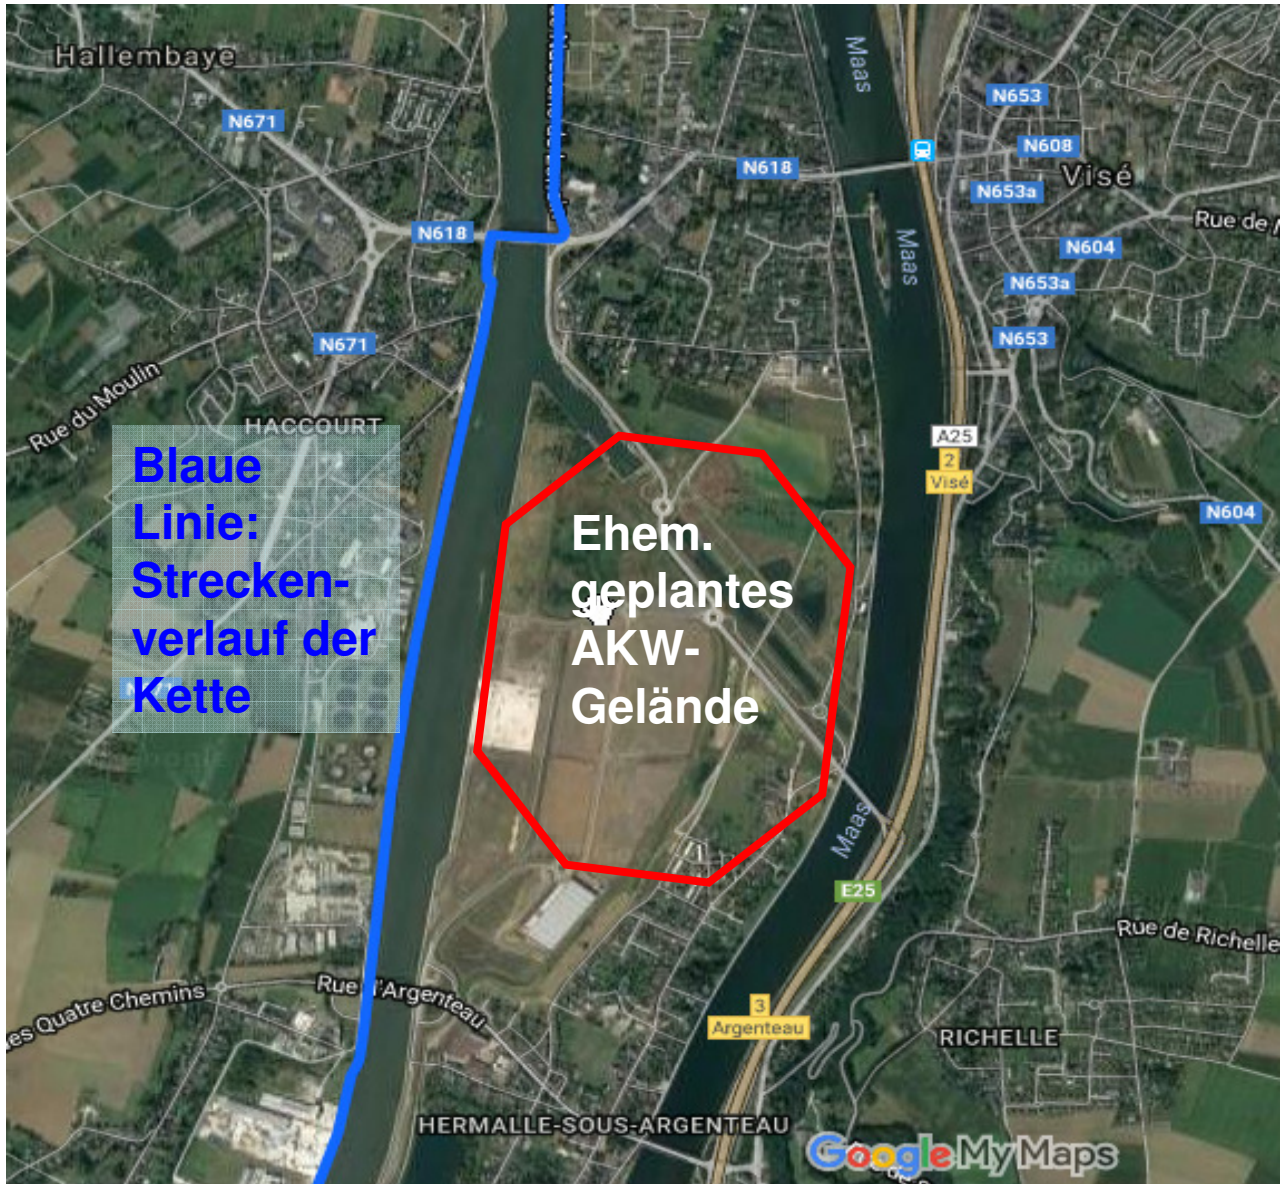 Hallembaye
N671
N618
Maas
N653
N608
N618
N653a
Visé
Rue de
N604
Maas
N653a
N653
N671
Rue du Moulin
HACCOURT
A25
2
Visé
N604
Blaue
Linie:
Strecken-
verlauf der
Kette
Ehem.
geplantes
AKW-
Gelände
Maas
E25
Rue de Richelle
es Quatre Chemins
Rue d'Argenteau
3
Argenteau
RICHELLE
HERMALLE-SOUS-ARGENTEAU
Google My Maps